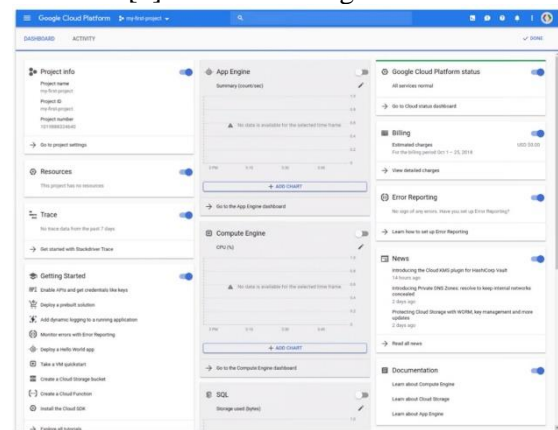 Google Cloud Platform
my-first-project
DASHBOARD
ACTIVITY
DONE
Project info
Project name
my-first-project
Project ID
my-first-project
Project number
Go to project settings
Resources
This project has no resources
Trace
No trace data from the past 7 days
Get started with Stackdriver Trace
Getting Started
Enable APIs and get credentials like keys
Deploy a prebuilt solution
Add dynamic logging to a running application
Monitor errors with Error Reporting
Deploy a Hello World app
Take a VM quickstart
Create a Cloud Storage bucket
Create a Cloud Function
Install the Cloud SDK
Explore all tutorials
App Engine
Summary (count/sec)
No data is available for the selected time frame
+ ADD CHART
Go to the App Engine dashboard
Compute Engine
CPU (%)
No data is available for the selected time frame
+ ADD CHART
Go to the Compute Engine dashboard
SQL
Storage used (bytes)
Google Cloud Platform status
All services normal
Go to Cloud status dashboard
Billing
Estimated charges USD $0.00
For the billing period Oct 1 – 25, 2018
View detailed charges
Error Reporting
No sign of any errors. Have you set up Error Reporting?
Learn how to set up Error Reporting
News
Introducing the Cloud KMS plugin for HashiCorp Vault
14 hours ago
Introducing Private DNS Zones: resolve to keep internal networks
concealed
2 days ago
Protecting Cloud Storage with WORM, key management and more
updates
2 days ago
Read all news
Documentation
Learn about Compute Engine
Learn about Cloud Storage
Learn about App Engine